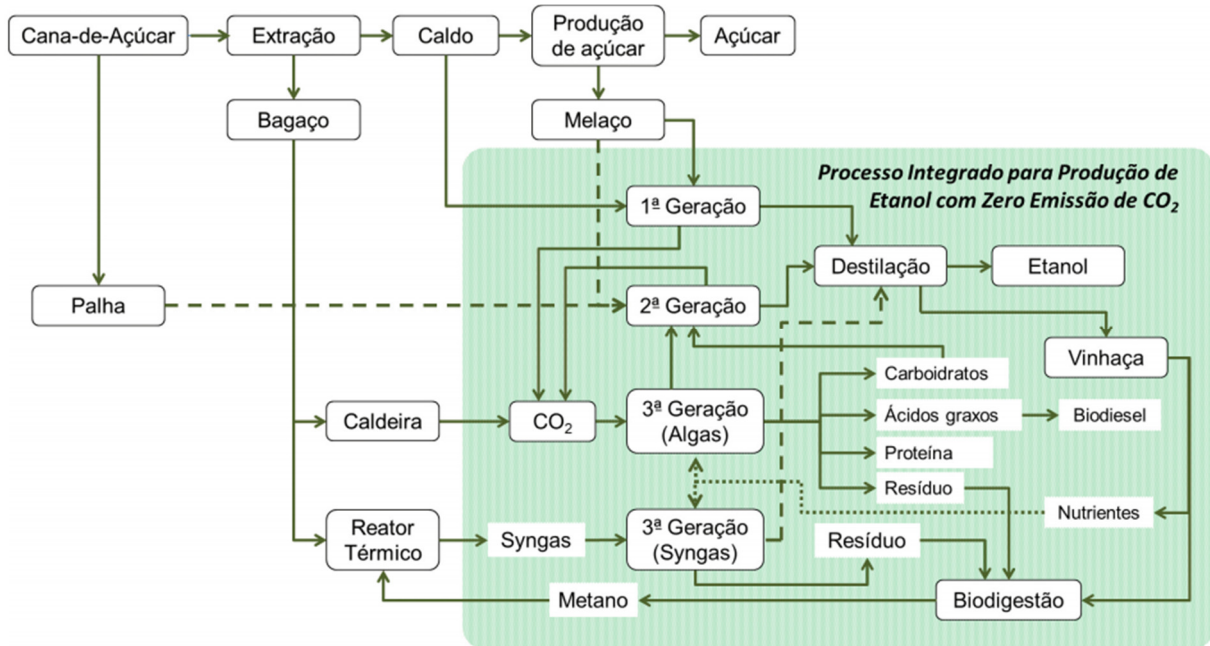 Cana-de-Açúcar
Extração
Caldo
Produção
de açúcar
Açúcar
Bagaço
Melaço
Processo Integrado para Produção de
Etanol com Zero Emissão de CO₂
1ª Geração
Destilação
Etanol
Palha
2ª Geração
Vinhaça
Carboidratos
Caldeira
CO₂
3ª Geração
(Algas)
Ácidos graxos
Biodiesel
Proteína
Resíduo
Nutrientes
Reator
Térmico
Syngas
3ª Geração
(Syngas)
Resíduo
Metano
Biodigestão